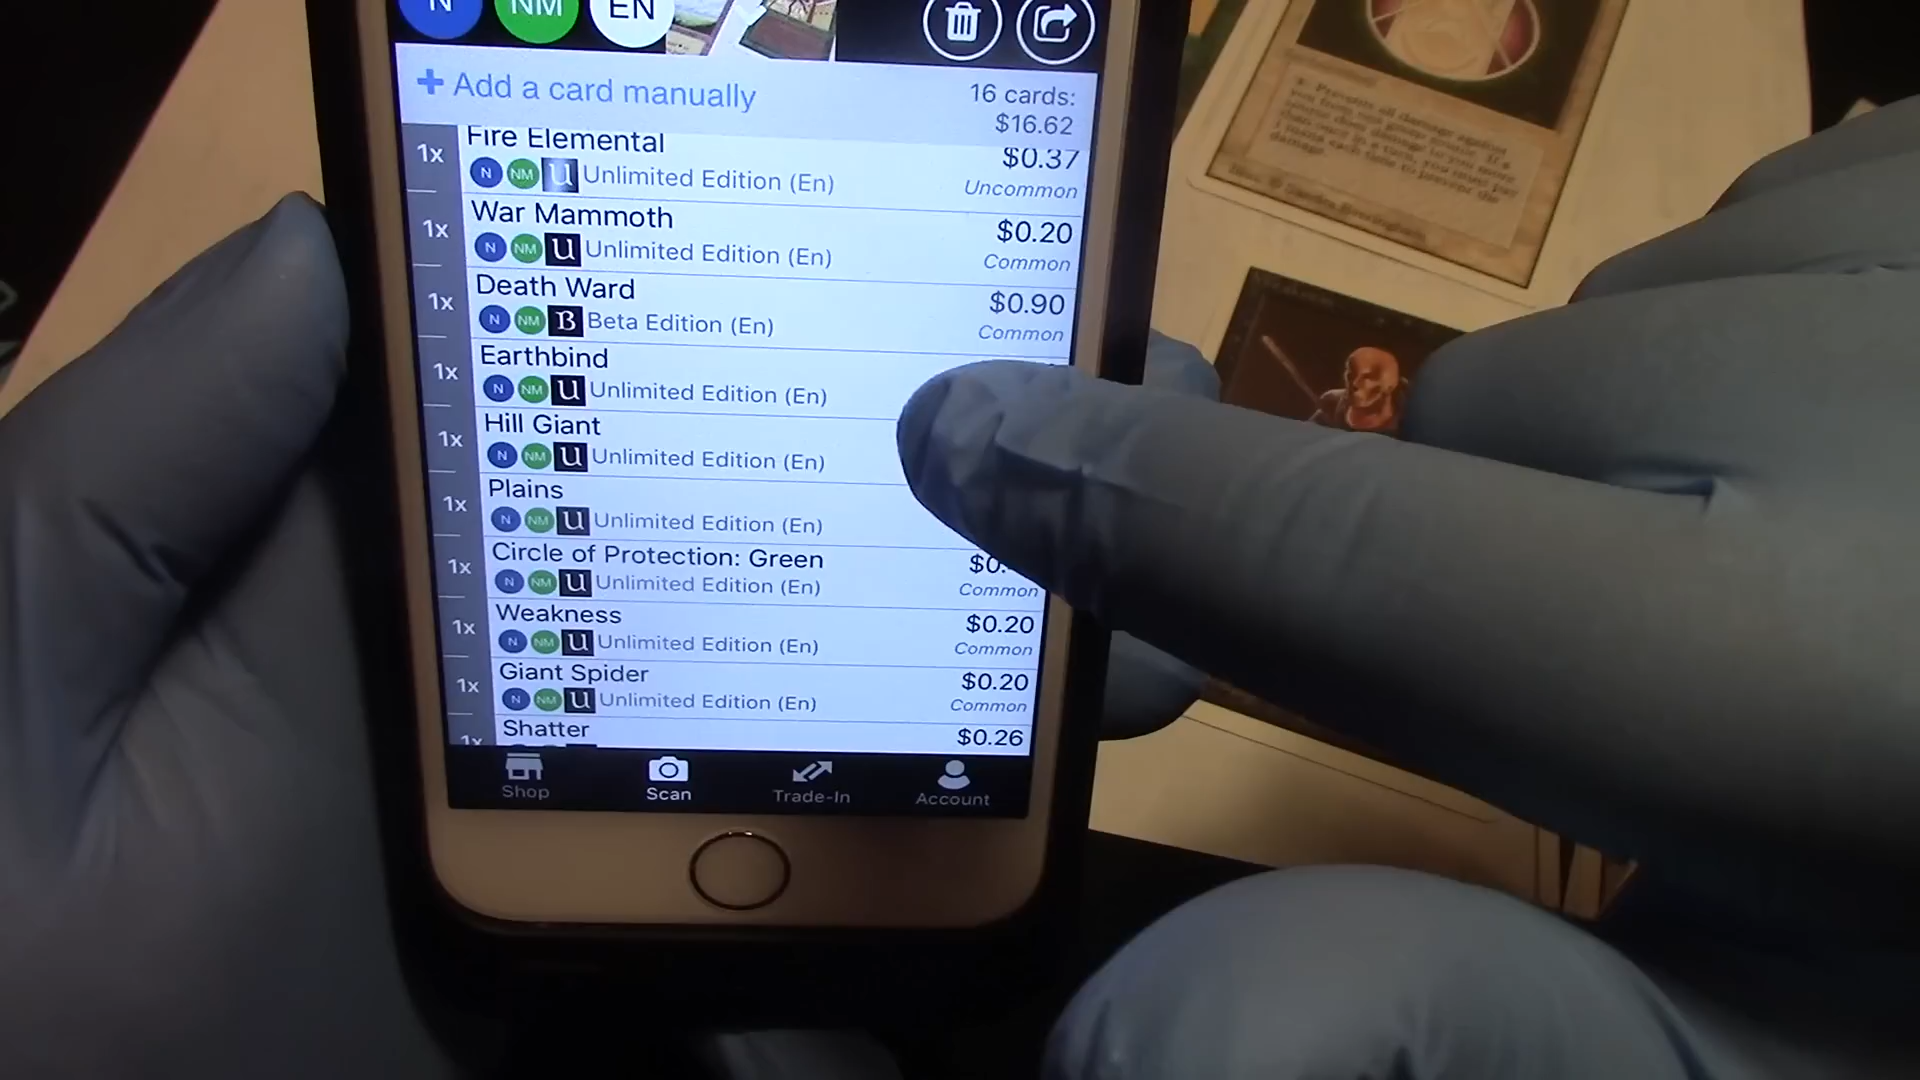 N NM EN
+ Add a card manually
16 cards:
$16.62
1x Fire Elemental $0.37
N NM U Unlimited Edition (En) Uncommon
1x War Mammoth $0.20
N NM U Unlimited Edition (En) Common
1x Death Ward $0.90
N NM B Beta Edition (En) Common
1x Earthbind
N NM U Unlimited Edition (En)
1x Hill Giant
N NM U Unlimited Edition (En)
1x Plains
N NM U Unlimited Edition (En)
1x Circle of Protection: Green $0.
N NM U Unlimited Edition (En) Common
1x Weakness $0.20
N NM U Unlimited Edition (En) Common
1x Giant Spider $0.20
N NM U Unlimited Edition (En) Common
1x Shatter $0.26
Shop Scan Trade-In Account